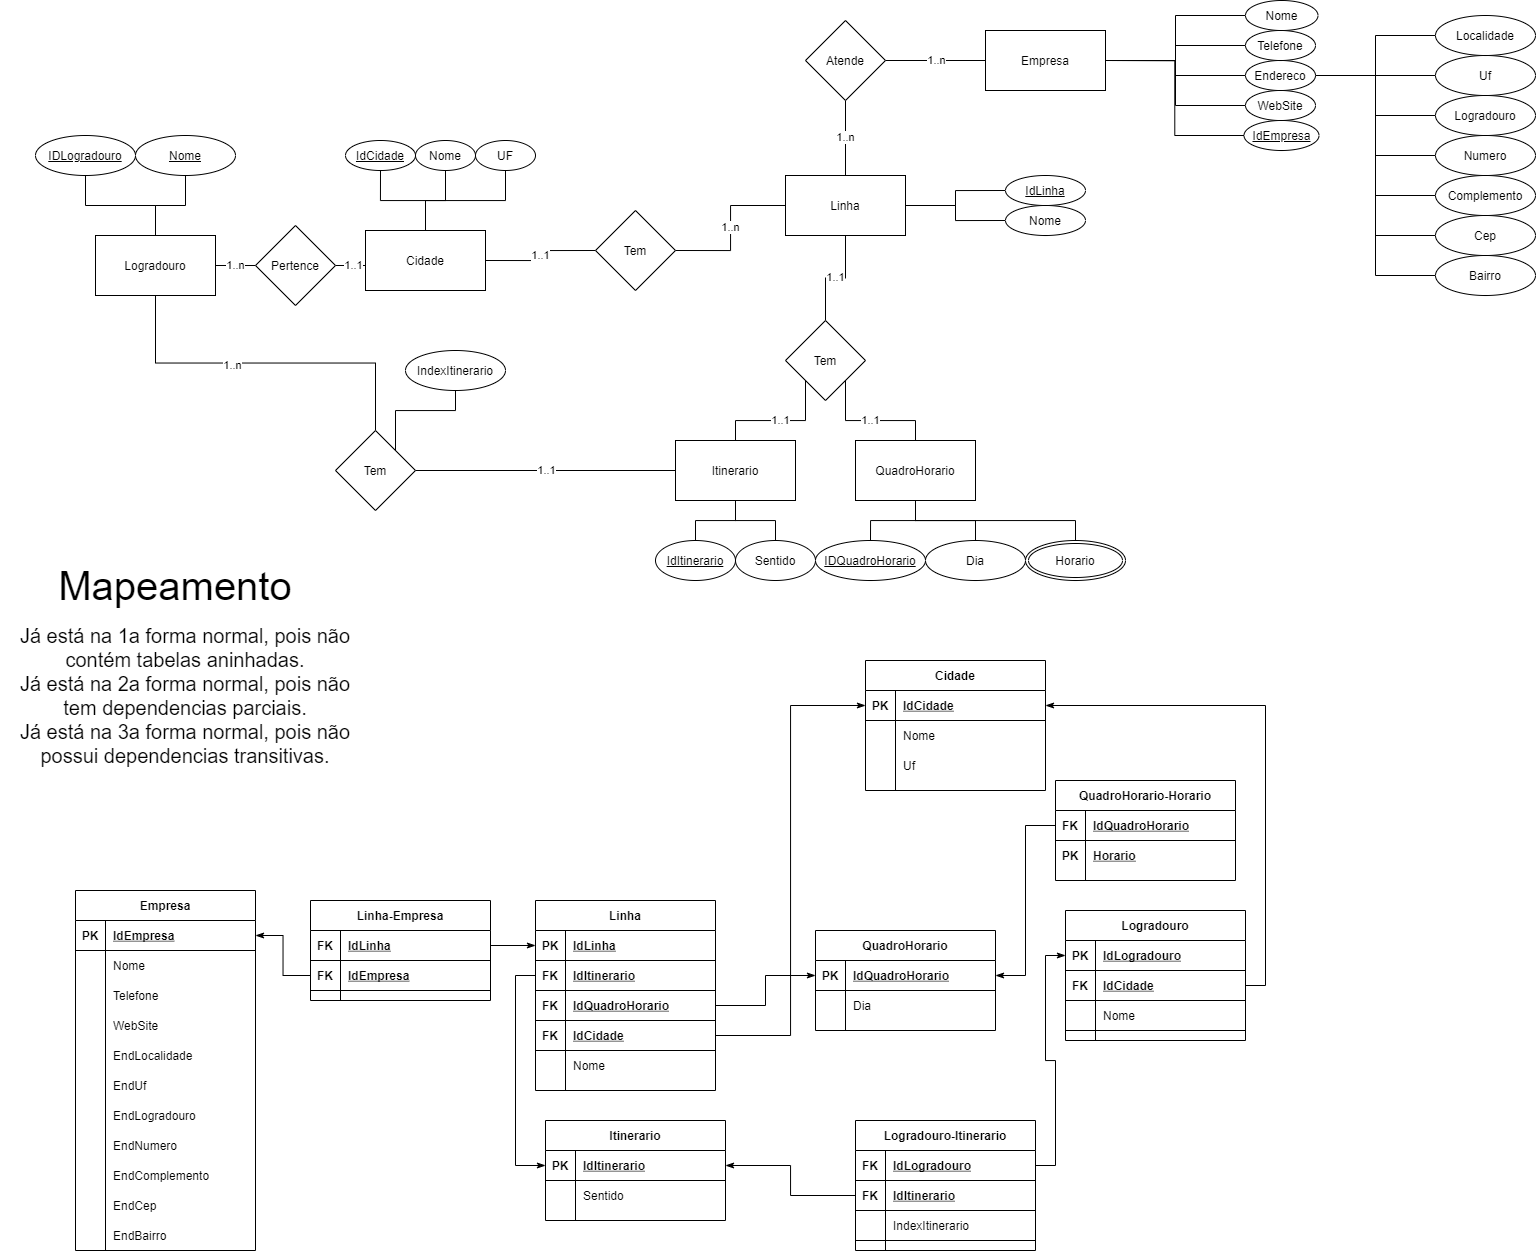 Nome
Telefone
Endereco
WebSite
IdEmpresa
Localidade
Uf
Logradouro
Numero
Complemento
Cep
Bairro
Atende
1..n
Empresa
1..n
IDLogradouro
Nome
IdCidade
Nome
UF
Linha
IdLinha
Nome
Logradouro
1..n
Pertence
1..1
Cidade
1..1
Tem
1..n
1..1
Tem
1..n
IndexItinerario
1..1
1..1
Tem
1..1
Itinerario
QuadroHorario
IdItinerario
Sentido
IDQuadroHorario
Dia
Horario
Mapeamento
Já está na 1a forma normal, pois não
contém tabelas aninhadas.
Já está na 2a forma normal, pois não
tem dependencias parciais.
Já está na 3a forma normal, pois não
possui dependencias transitivas.
Cidade
PK IdCidade
Nome
Uf
QuadroHorario-Horario
FK IdQuadroHorario
PK Horario
Empresa
PK IdEmpresa
Nome
Telefone
WebSite
EndLocalidade
EndUf
EndLogradouro
EndNumero
EndComplemento
EndCep
EndBairro
Linha-Empresa
FK IdLinha
FK IdEmpresa
Linha
PK IdLinha
FK IdItinerario
FK IdQuadroHorario
FK IdCidade
Nome
QuadroHorario
PK IdQuadroHorario
Dia
Logradouro
PK IdLogradouro
FK IdCidade
Nome
Itinerario
PK IdItinerario
Sentido
Logradouro-Itinerario
FK IdLogradouro
FK IdItinerario
IndexItinerario